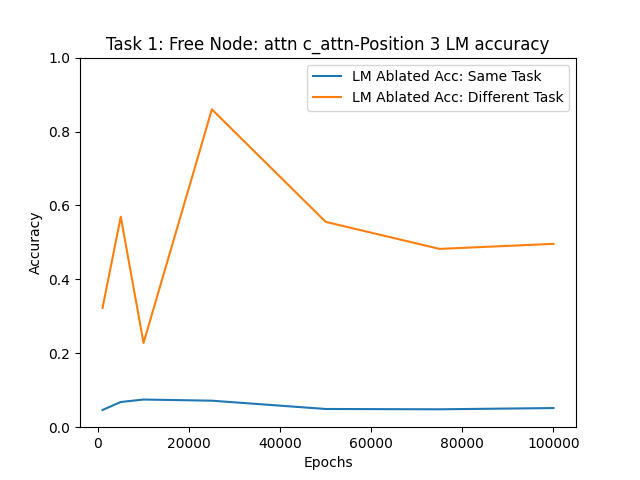 Task 1: Free Node: attn c_attn-Position 3 LM accuracy
LM Ablated Acc: Same Task
LM Ablated Acc: Different Task
Accuracy
1.0
0.8
0.6
0.4
0.2
0.0
0
20000
40000
60000
80000
100000
Epochs